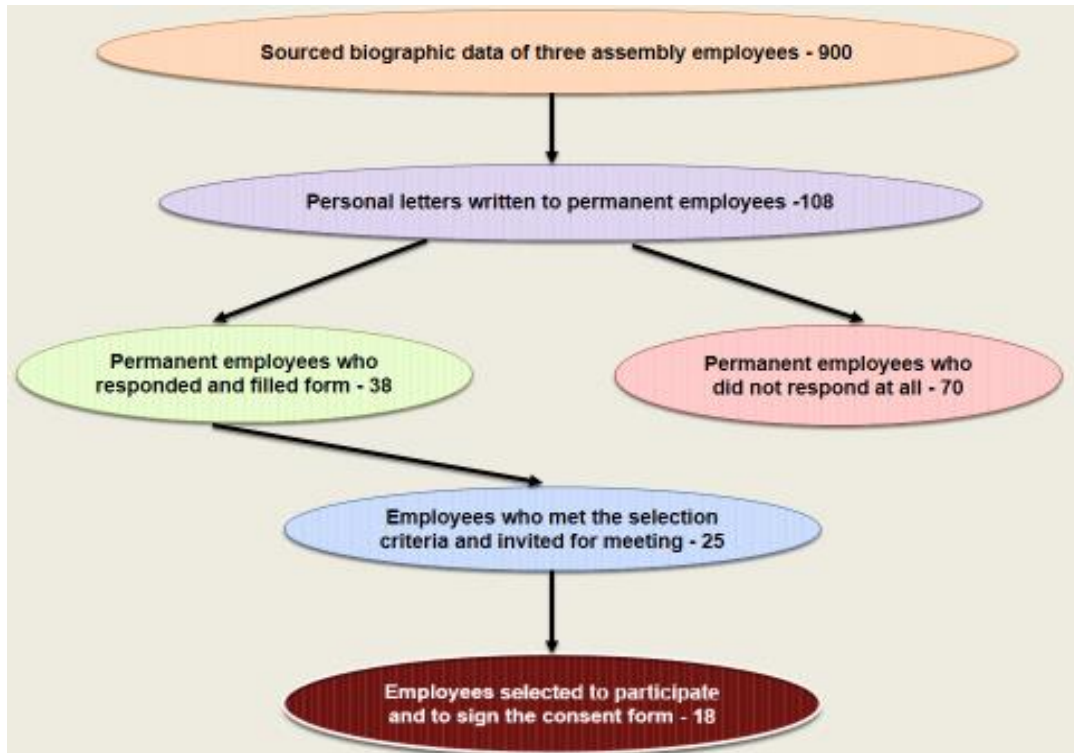 Sourced biographic data of three assembly employees - 900
Personal letters written to permanent employees -108
Permanent employees who
responded and filled form - 38
Permanent employees who
did not respond at all - 70
Employees who met the selection
criteria and invited for meeting - 25
Employees selected to participate
and to sign the consent form - 18